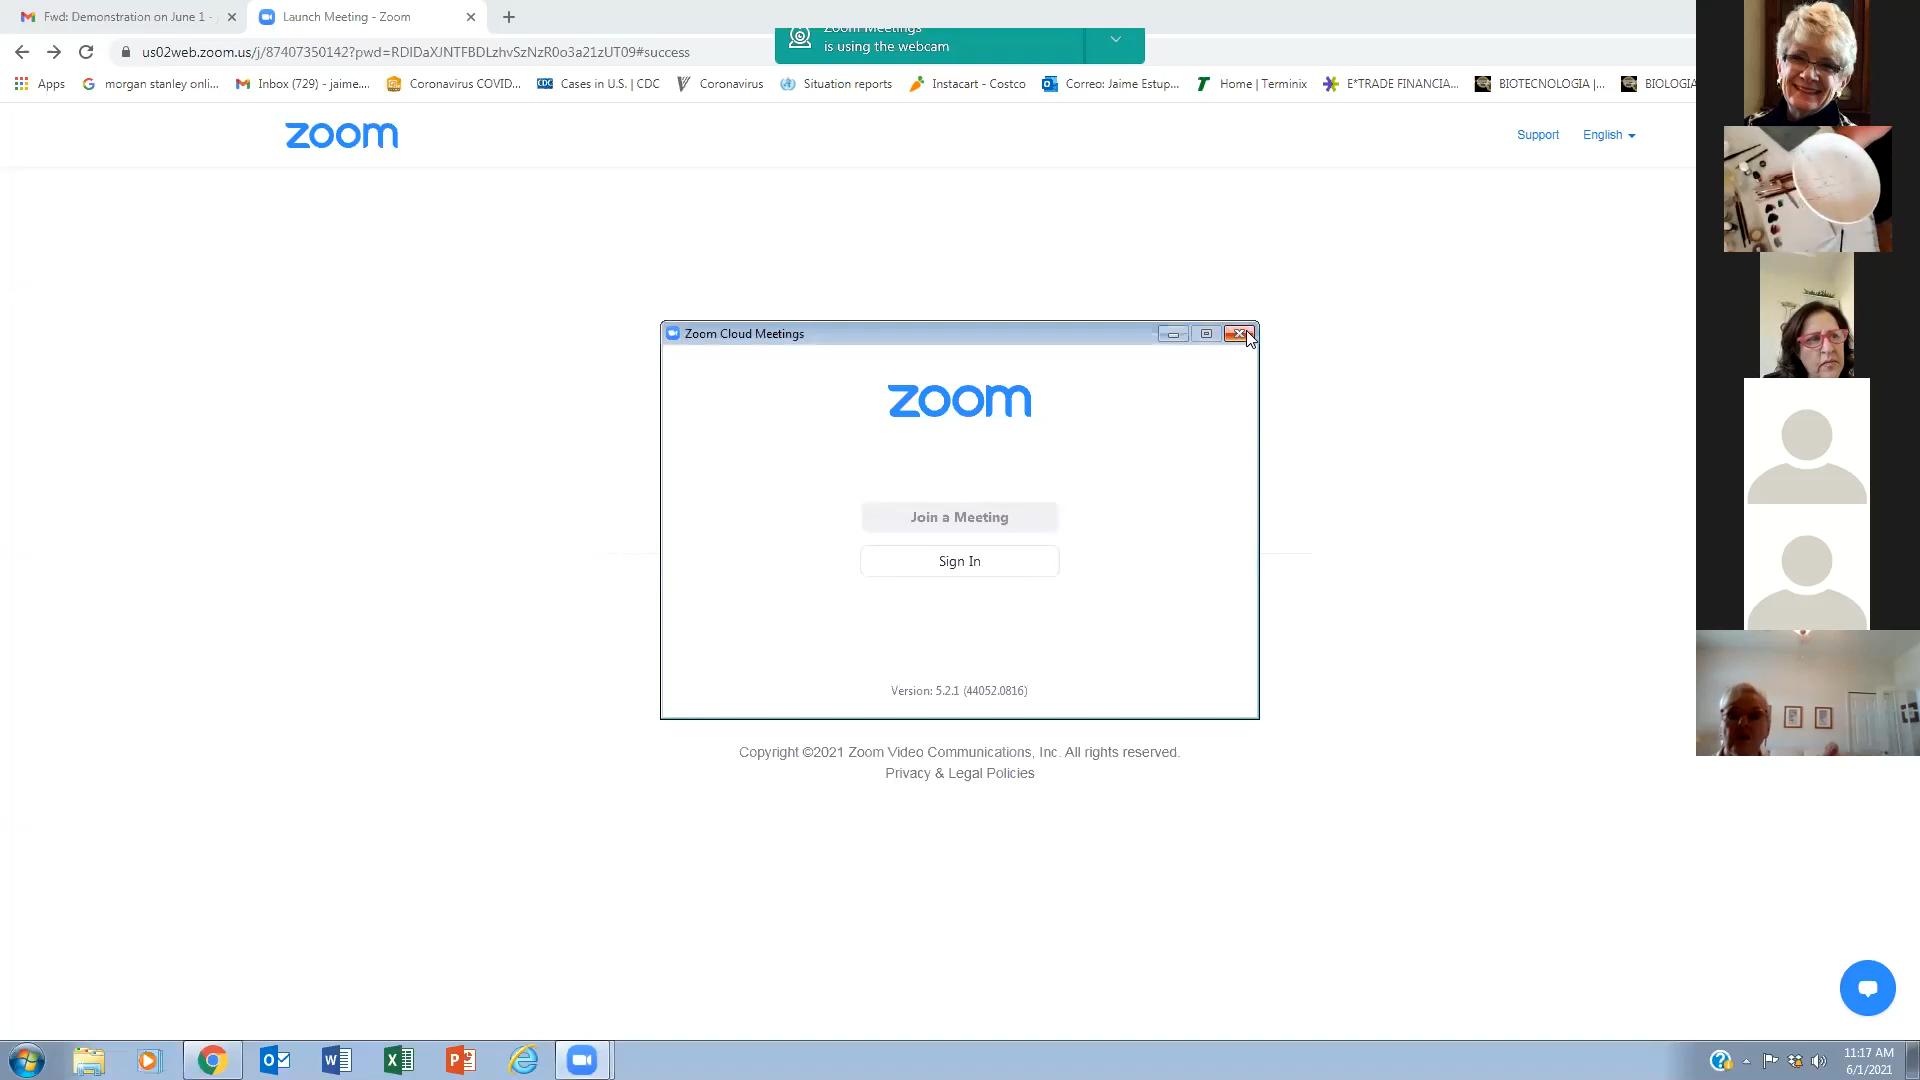 Fwd: Demonstration on June 1 -
Launch Meeting - Zoom
us02web.zoom.us/j/87407350142?pwd=RDlDaXJNTFBDLzhvSzNzR0o3a21zUT09#success
Zoom Meetings
is using the webcam
Apps
morgan stanley onli...
Inbox (729) - jaime....
Coronavirus COVID...
CDC
Cases in U.S. | CDC
Coronavirus
Situation reports
Instacart - Costco
Correo: Jaime Estup...
Home | Terminix
E*TRADE FINANCIA...
BIOTECNOLOGIA |...
BIOLOGIA
zoom
Support
English
Zoom Cloud Meetings
zoom
Join a Meeting
Sign In
Version: 5.2.1 (44052.0816)
Copyright ©2021 Zoom Video Communications, Inc. All rights reserved.
Privacy & Legal Policies
11:17 AM
6/1/2021